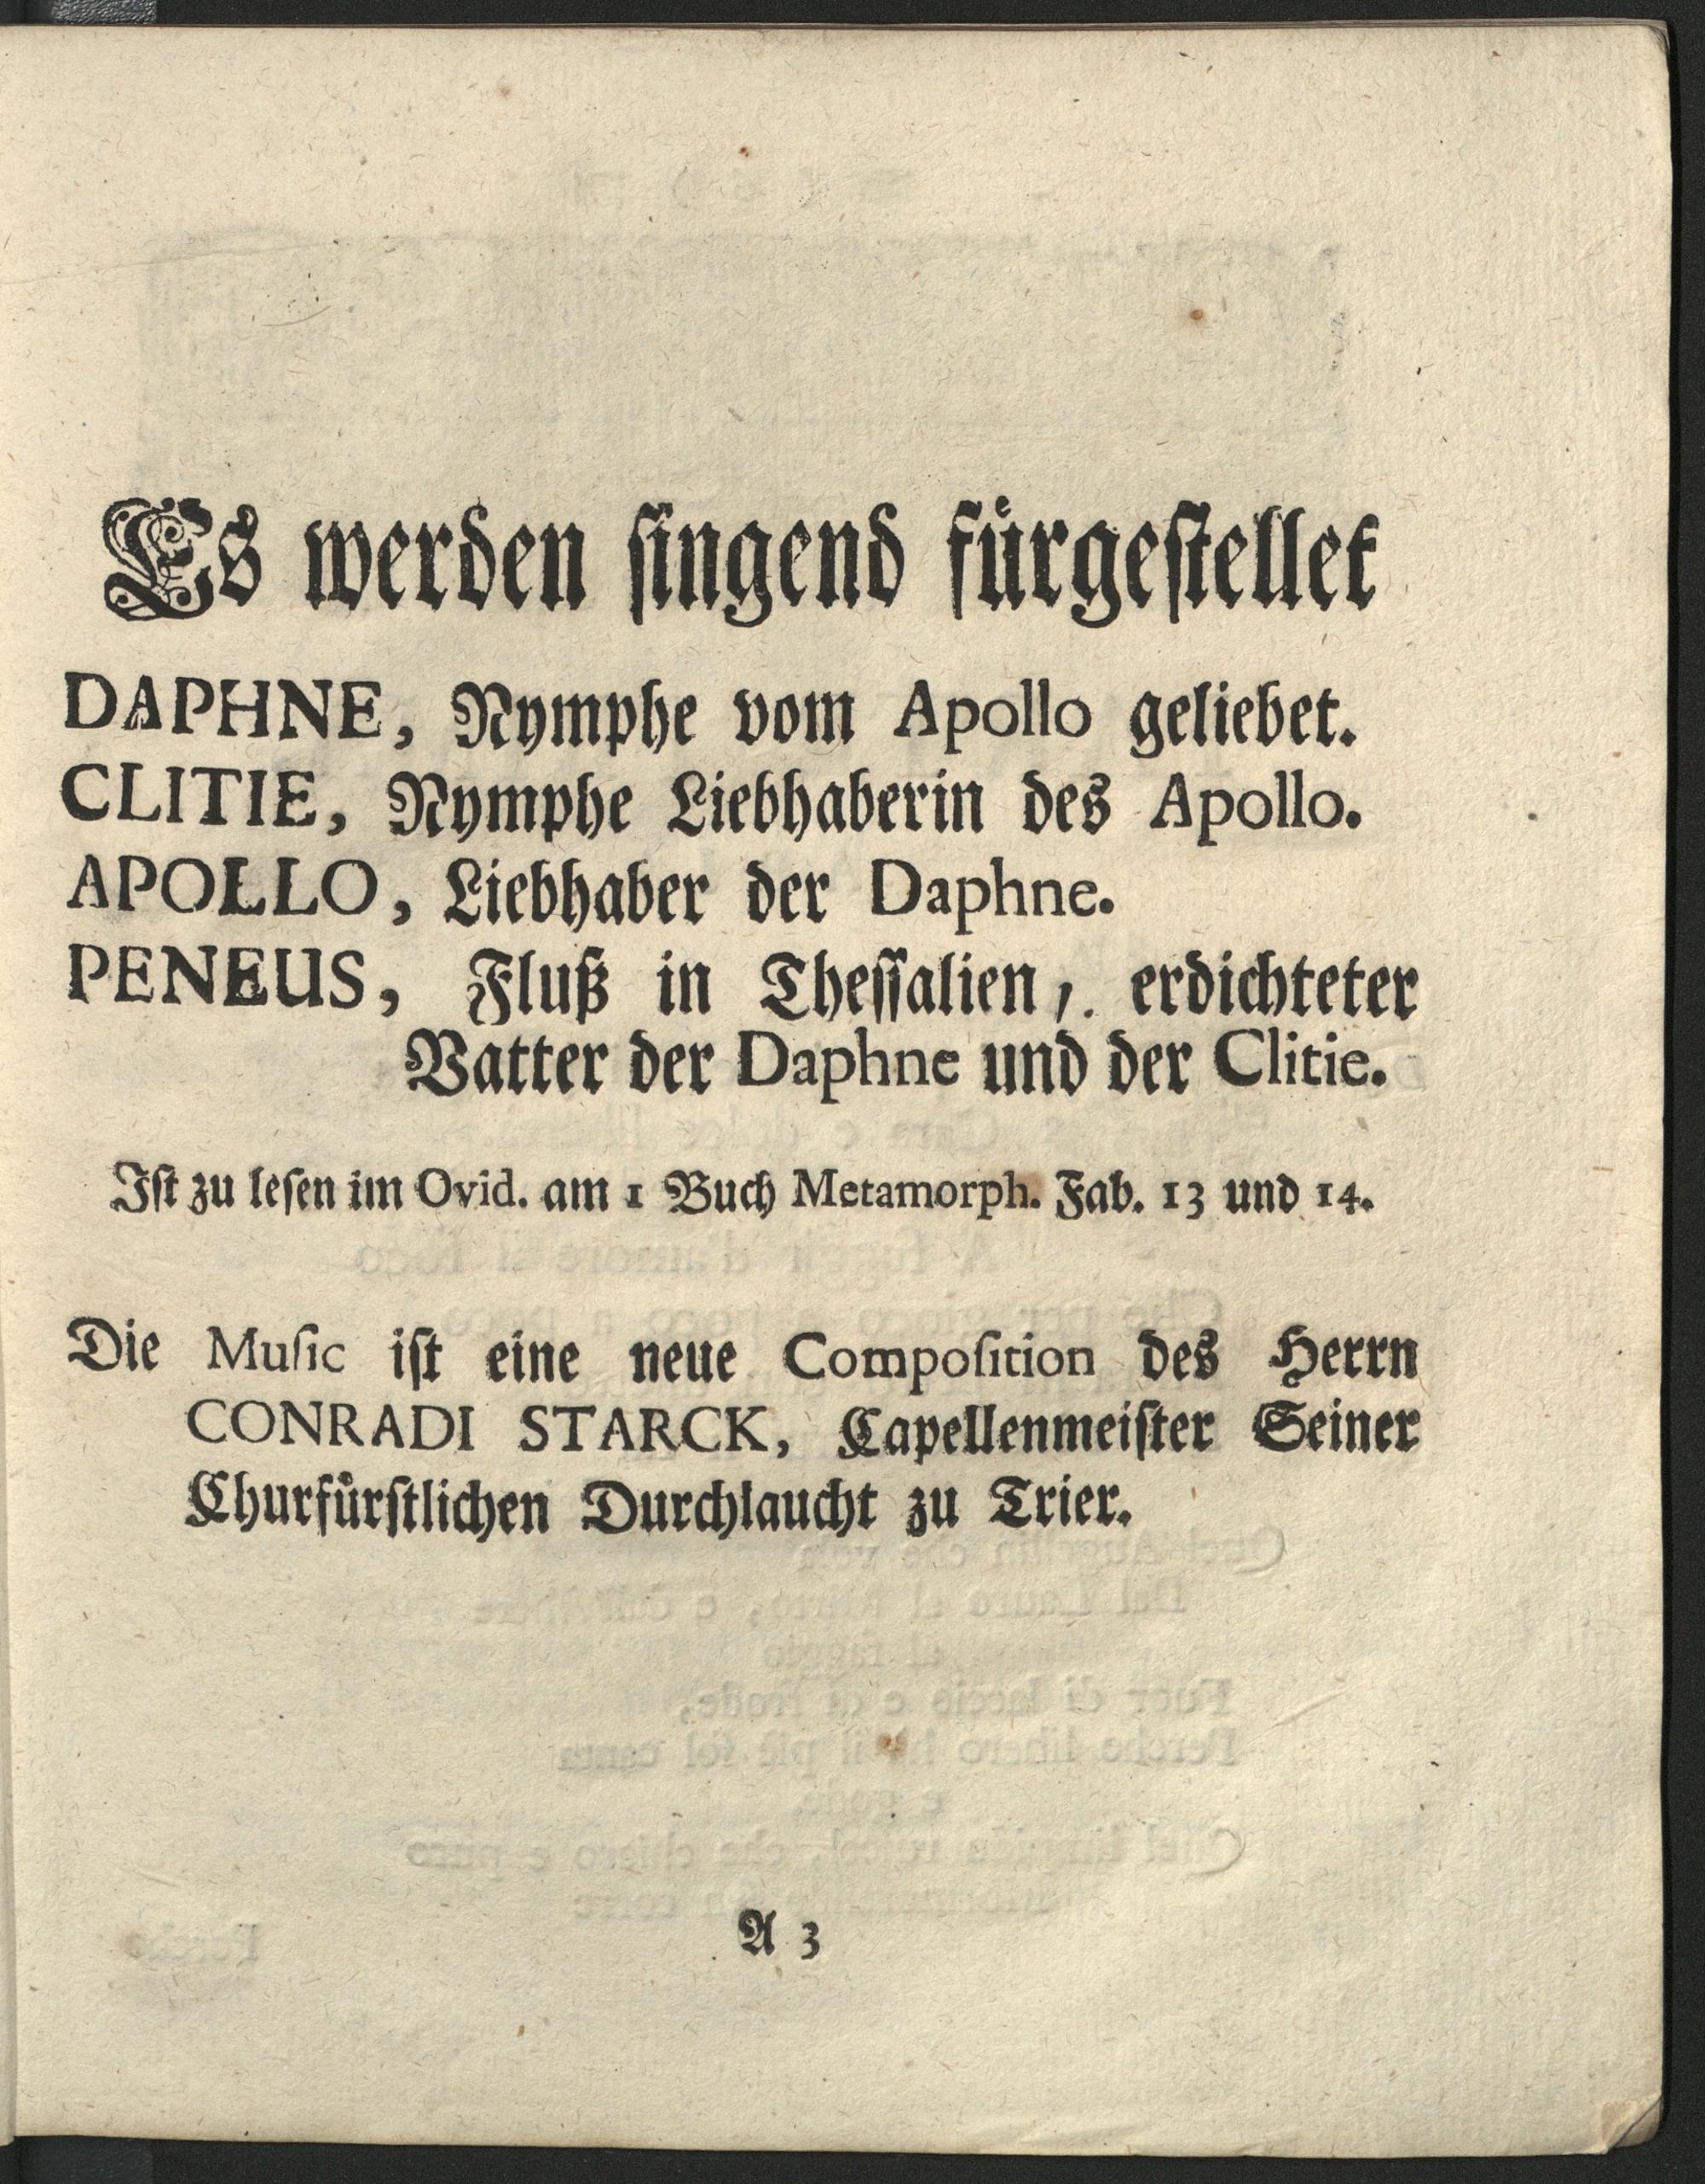 Es werden ſingend fürgeſtellet
DAPHNE, Nymphe vom Apollo geliebet.
CLITIE, Nymphe Liebhaberin des Apollo.
APOLLO, Liebhaber der Daphne.
PENEUS, Fluß in Theſſalien /. erdichteter
Vatter der Daphne und der Clitie.
Iſt zu leſen im Ovid. am 1 Buch Metamorph. Fab. 13 und 14.
Die Muſic iſt eine neue Compoſition des Herrn
CONRADI STARCK, Capellenmeiſter Seiner
Churfürſtlichen Durchlaucht zu Trier.
A 3